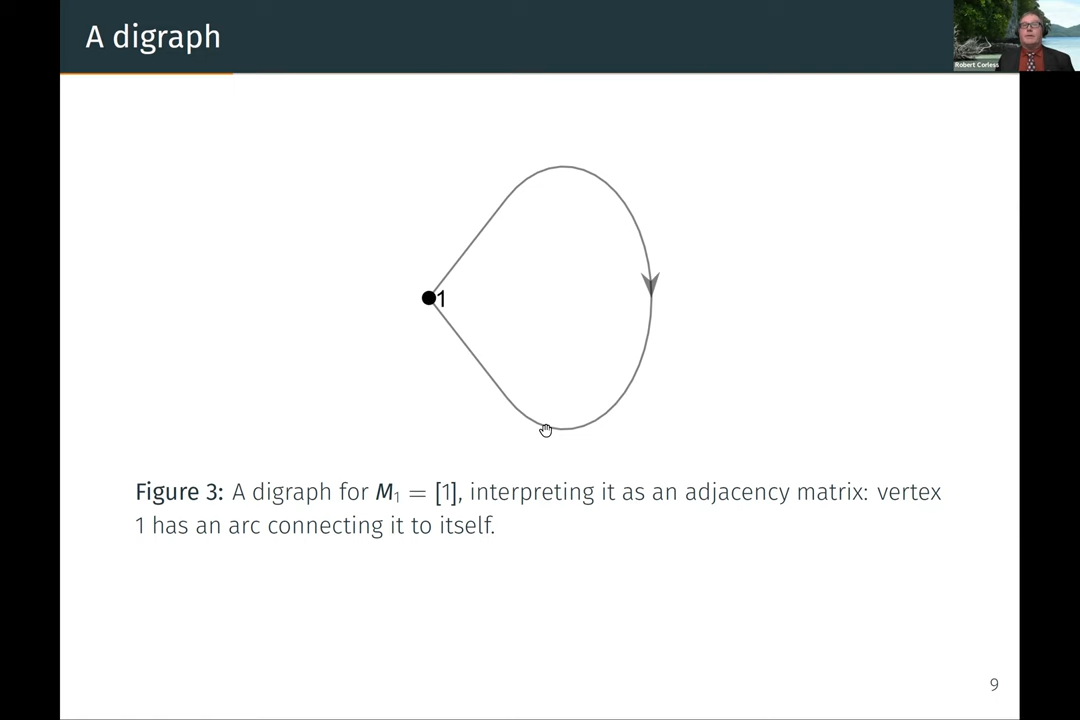 A digraph
Robert Corless
1
Figure 3: A digraph for M₁ = [1], interpreting it as an adjacency matrix: vertex
1 has an arc connecting it to itself.
9